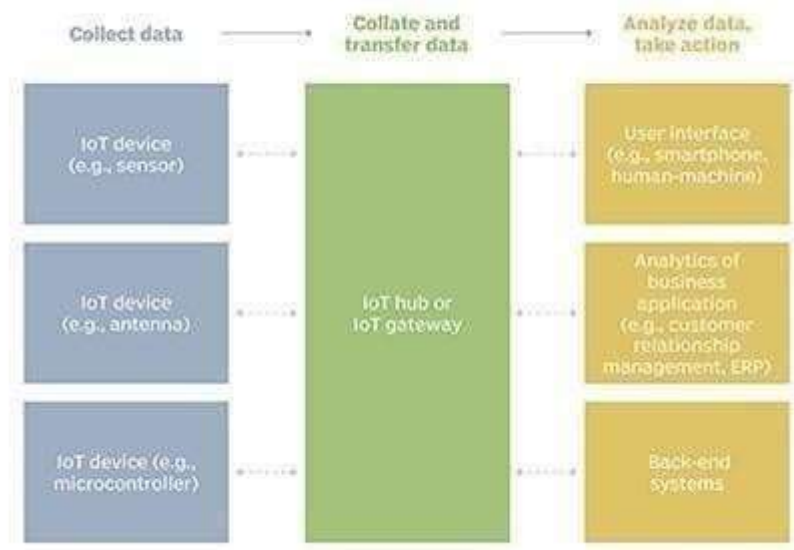 Collect data
Collate and
transfer data
Analyze data,
take action
IoT device
(e.g., sensor)
IoT device
(e.g., antenna)
IoT device (e.g.,
microcontroller)
IoT hub or
IoT gateway
User interface
(e.g., smartphone,
human-machine)
Analytics of
business
application
(e.g., customer
relationship
management, ERP)
Back-end
systems